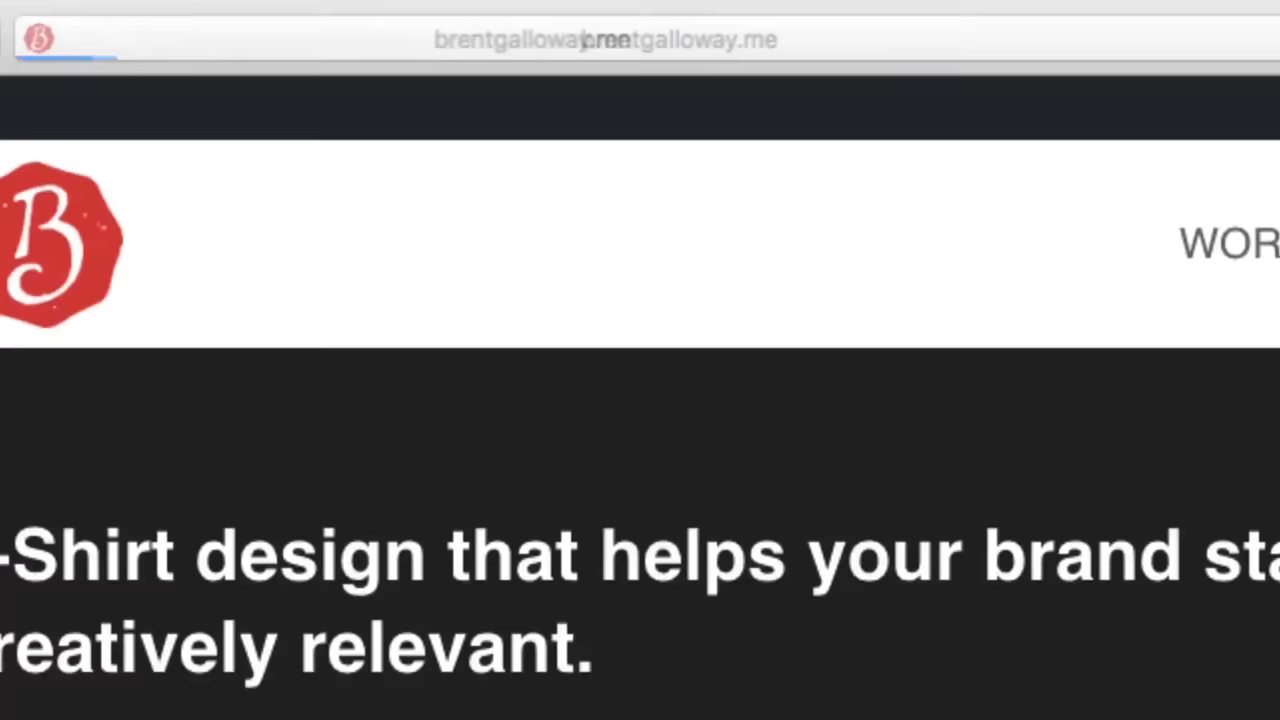 brentgalloway.me
B
WOR
-Shirt design that helps your brand sta
reatively relevant.